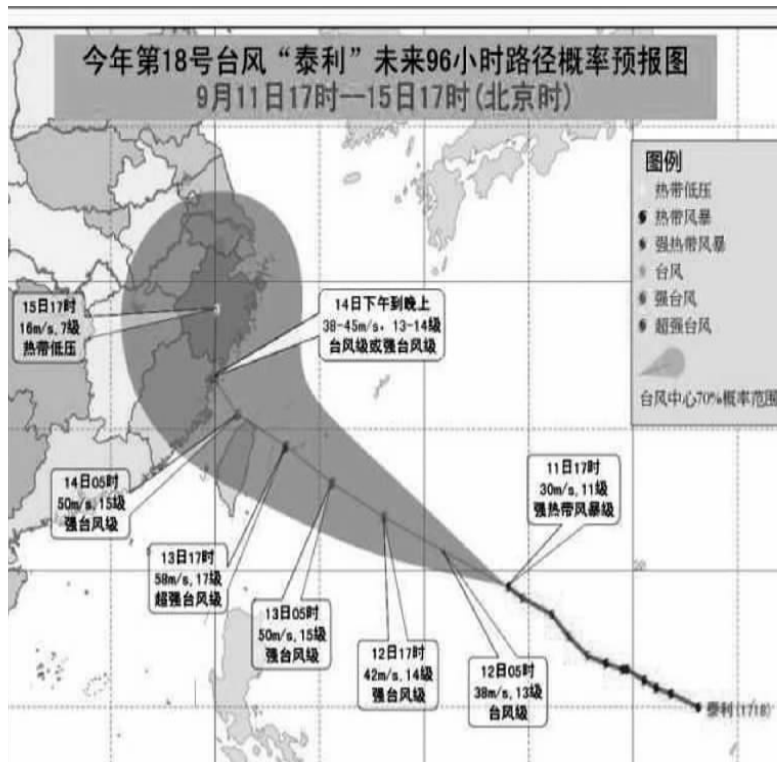 今年第18号台风“泰利”未来96小时路径概率预报图
9月11日17时—15日17时(北京时)
图例
热带低压
热带风暴
强热带风暴
台风
强台风
超强台风
台风中心70%概率范围
15日17时
16m/s,7级
热带低压
14日下午到晚上
38-45m/s，13-14级
台风级或强台风级
14日05时
50m/s,15级
强台风级
13日17时
58m/s,17级
超强台风级
13日05时
50m/s,15级
强台风级
12日17时
42m/s,14级
强台风级
12日05时
38m/s,13级
台风级
11日17时
30m/s,11级
强热带风暴级
20
泰利(1718)